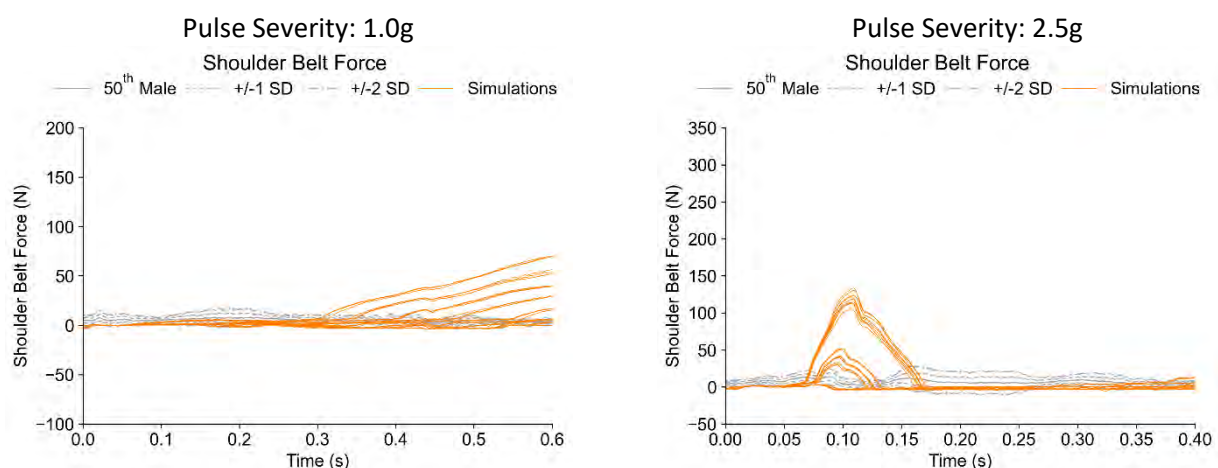 Pulse Severity: 1.0g
Shoulder Belt Force
50th Male +/-1 SD +/-2 SD Simulations
Shoulder Belt Force (N)
200
150
100
50
0
−50
−100
0.0 0.1 0.2 0.3 0.4 0.5 0.6
Time (s)
Pulse Severity: 2.5g
Shoulder Belt Force
50th Male +/-1 SD +/-2 SD Simulations
Shoulder Belt Force (N)
350
300
250
200
150
100
50
0
−50
0.00 0.05 0.10 0.15 0.20 0.25 0.30 0.35 0.40
Time (s)